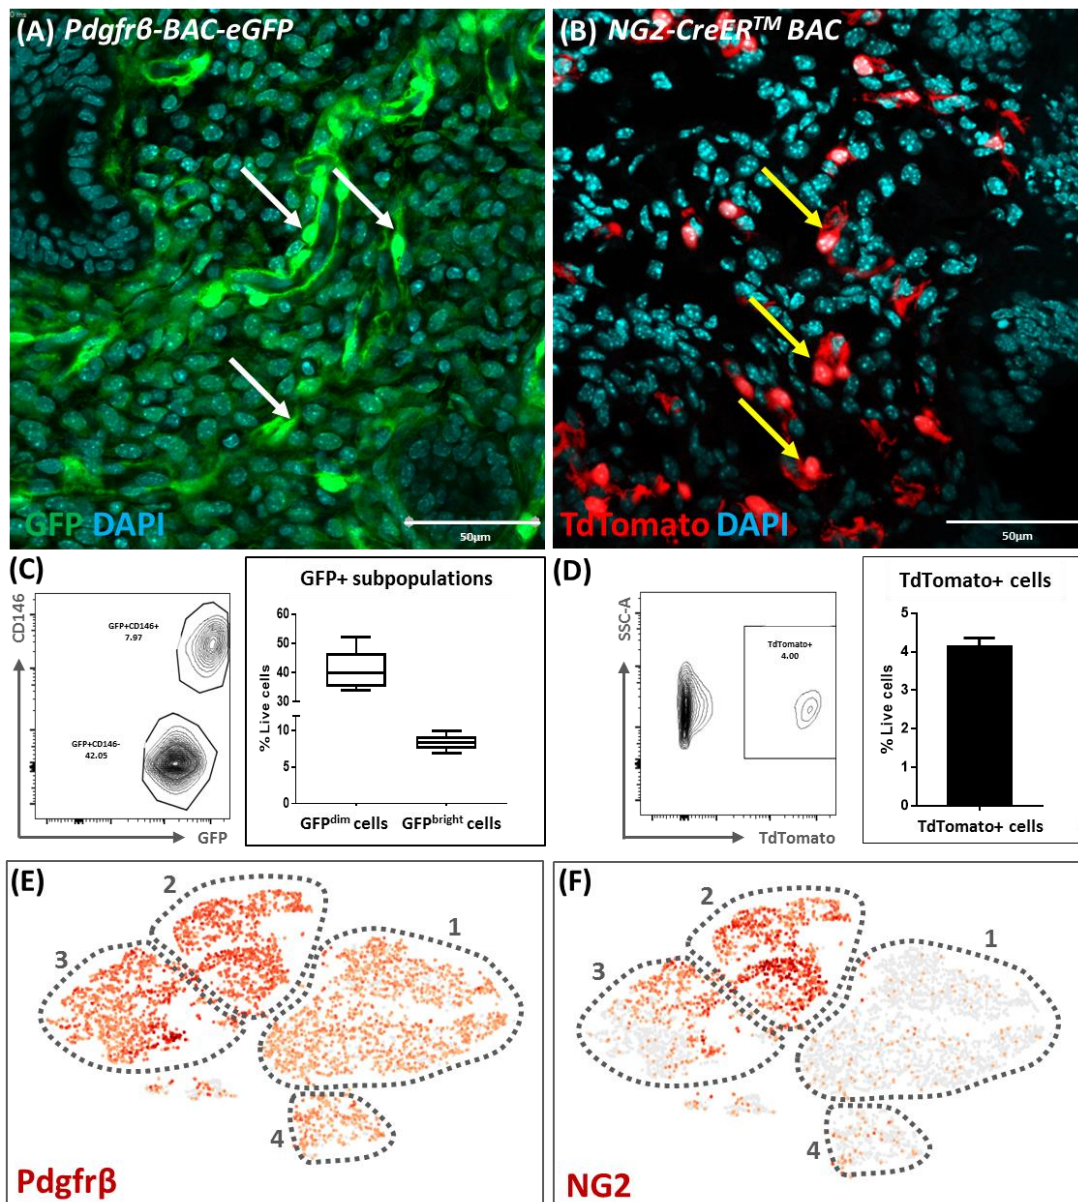 (A) Pdgfrβ-BAC-eGFP
GFP DAPI
50μm
(B) NG2-CreER™ BAC
TdTomato DAPI
50μm
(C)
CD146
GFP+CD146+
7.97
GFP+CD146-
42.05
GFP
GFP+ subpopulations
% Live cells
60
50
40
30
10
5
0
GFPdim cells
GFPbright cells
(D)
SSC-A
TdTomato+
4.00
TdTomato
TdTomato+ cells
% Live cells
5
4
3
2
1
0
TdTomato+ cells
(E)
2
1
3
4
Pdgfrβ
(F)
2
1
3
4
NG2